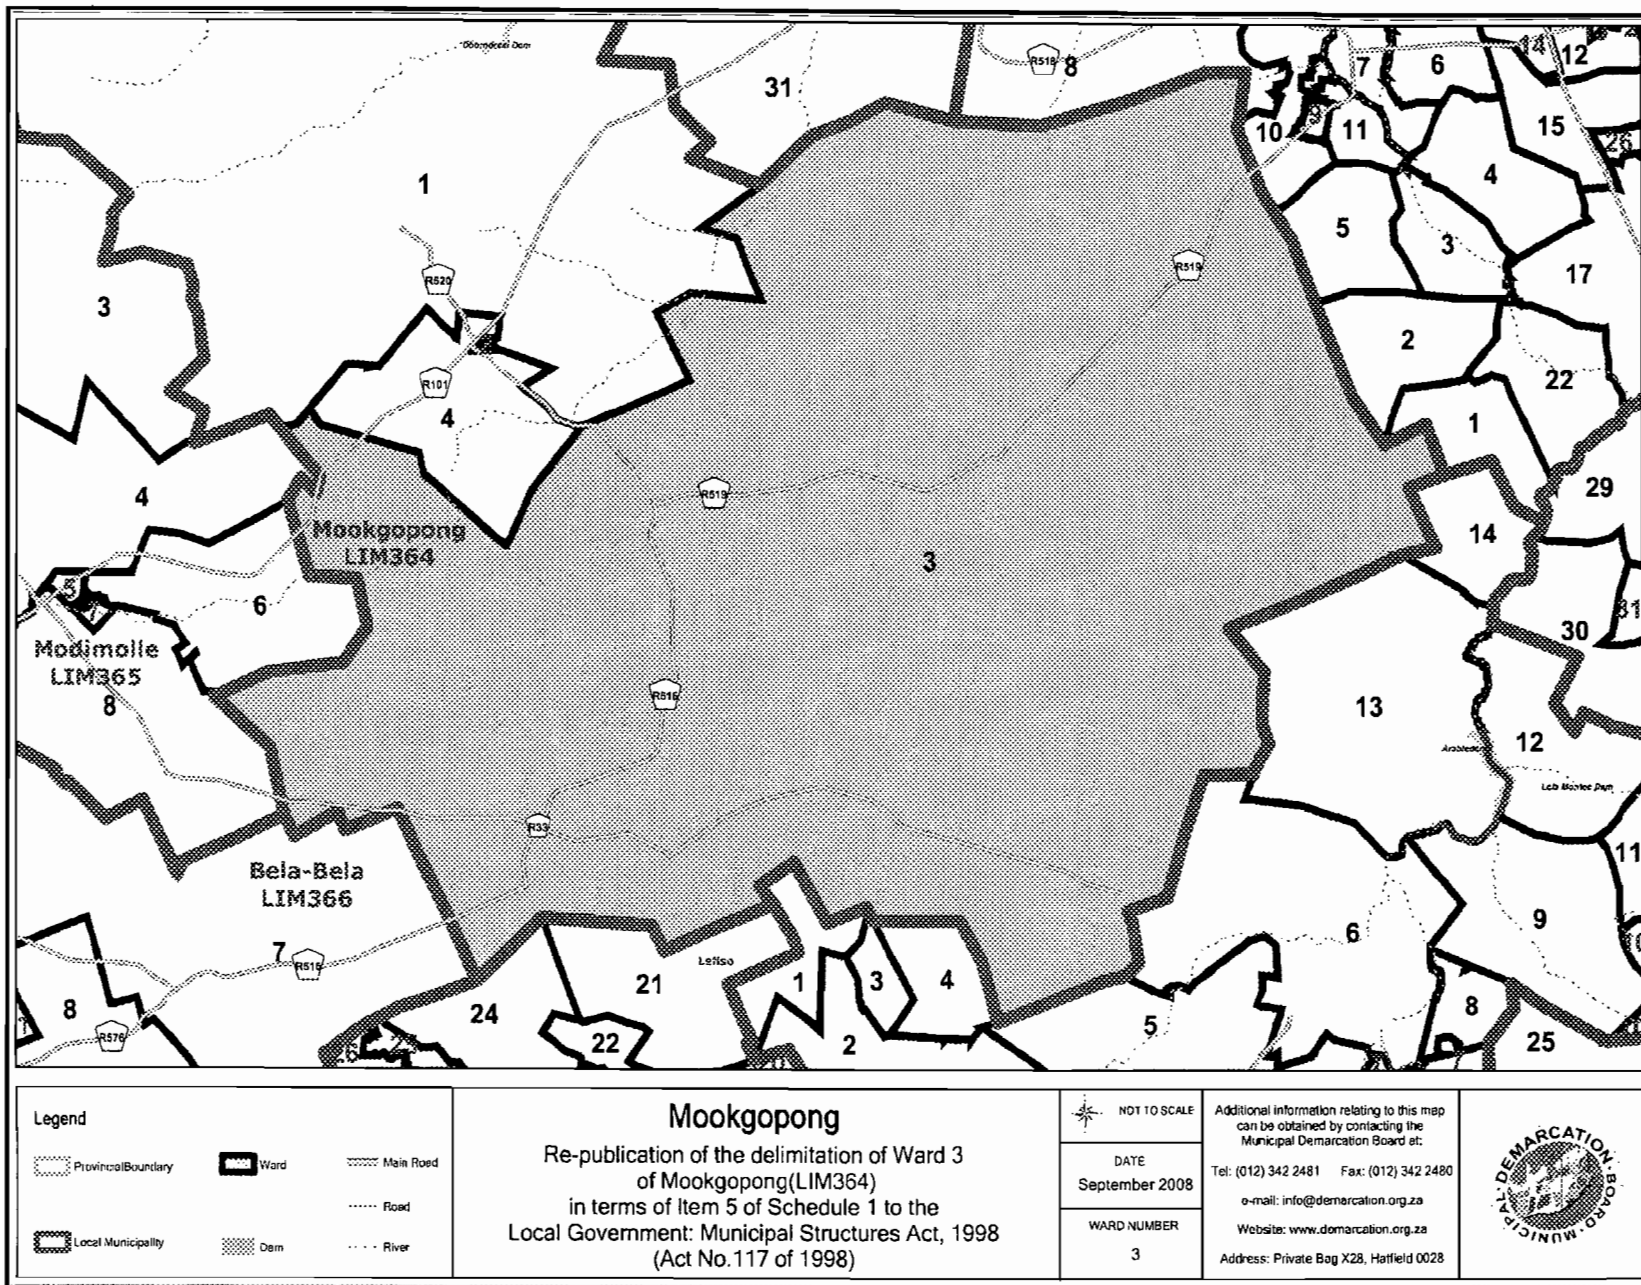 31
R518
8
7
6
14
12
10
9
11
15
26
1
4
5
3
R519
17
R520
3
2
22
R101
4
1
29
4
R519
Mookgopong
LIM364
14
3
5
7
6
31
30
Modimolle
LIM365
8
R516
13
12
R33
Bela-Bela
LIM366
11
9
7
R516
6
21
1
3
4
24
8
R576
22
2
5
8
25
Legend
Provincial Boundary
Ward
Main Road
Road
Local Municipality
Dam
River
Mookgopong
Re-publication of the delimitation of Ward 3
of Mookgopong(LIM364)
in terms of Item 5 of Schedule 1 to the
Local Government: Municipal Structures Act, 1998
(Act No.117 of 1998)
NOT TO SCALE
DATE
September 2008
WARD NUMBER
3
Additional information relating to this map
can be obtained by contacting the
Municipal Demarcation Board at:
Tel: (012) 342 2481 Fax: (012) 342 2480
e-mail: info@demarcation.org.za
Website: www.demarcation.org.za
Address: Private Bag X28, Hatfield 0028
MUNICIPAL · DEMARCATION · BOARD